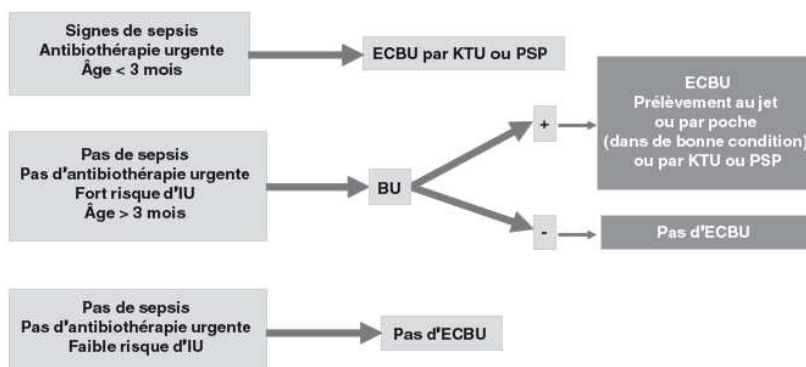 Signes de sepsis
Antibiothérapie urgente
Âge < 3 mois
ECBU par KTU ou PSP
Pas de sepsis
Pas d'antibiothérapie urgente
Fort risque d'IU
Âge > 3 mois
BU
+
ECBU
Prélèvement au jet
ou par poche
(dans de bonne condition)
ou par KTU ou PSP
-
Pas d'ECBU
Pas de sepsis
Pas d'antibiothérapie urgente
Faible risque d'IU
Pas d'ECBU